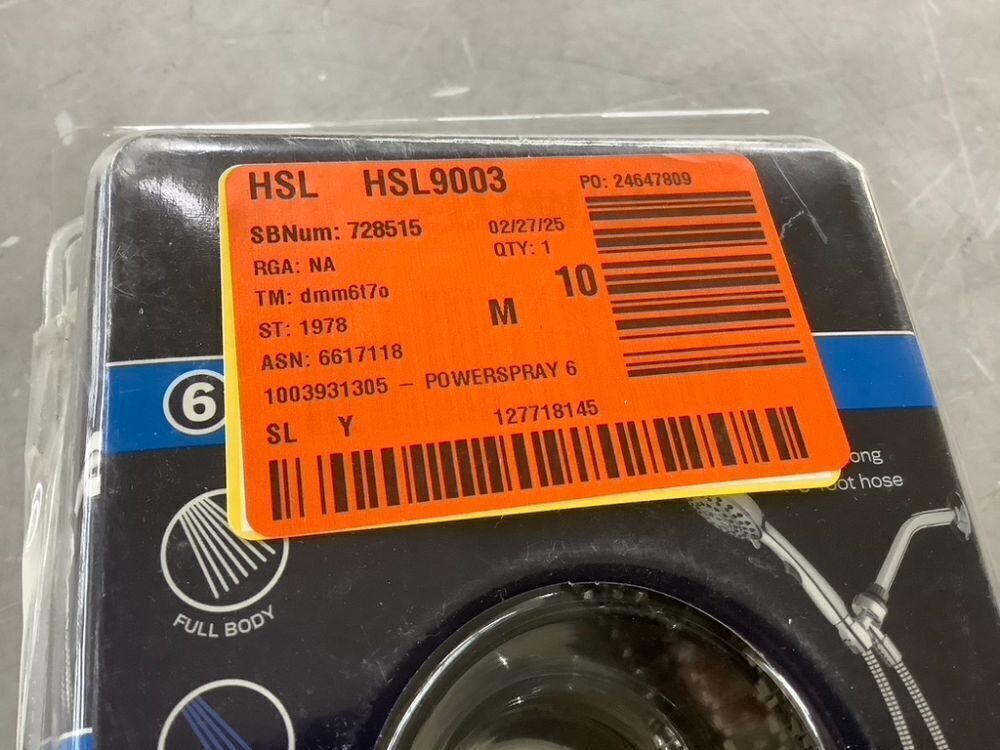 HSL HSL9003 PO: 24647809
SBNum: 728515 02/27/25
RGA: NA QTY: 1
TM: dmm6t7o M 10
ST: 1978
ASN: 6617118
1003931305 - POWERSPRAY 6
SL Y 127718145
6
hose
FULL BODY